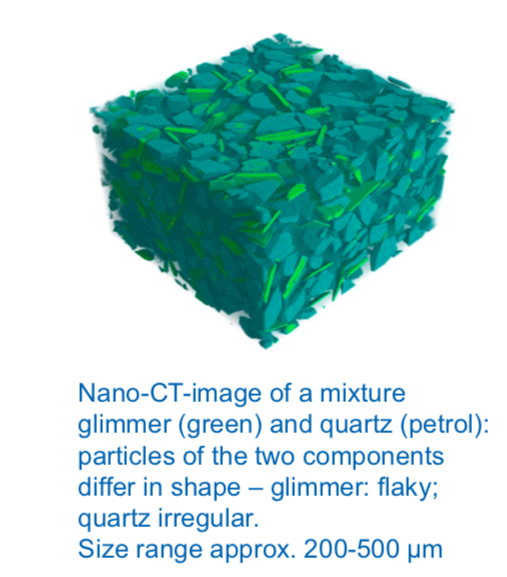 Nano-CT-image of a mixture
glimmer (green) and quartz (petrol):
particles of the two components
differ in shape – glimmer: flaky;
quartz irregular.
Size range approx. 200-500 µm